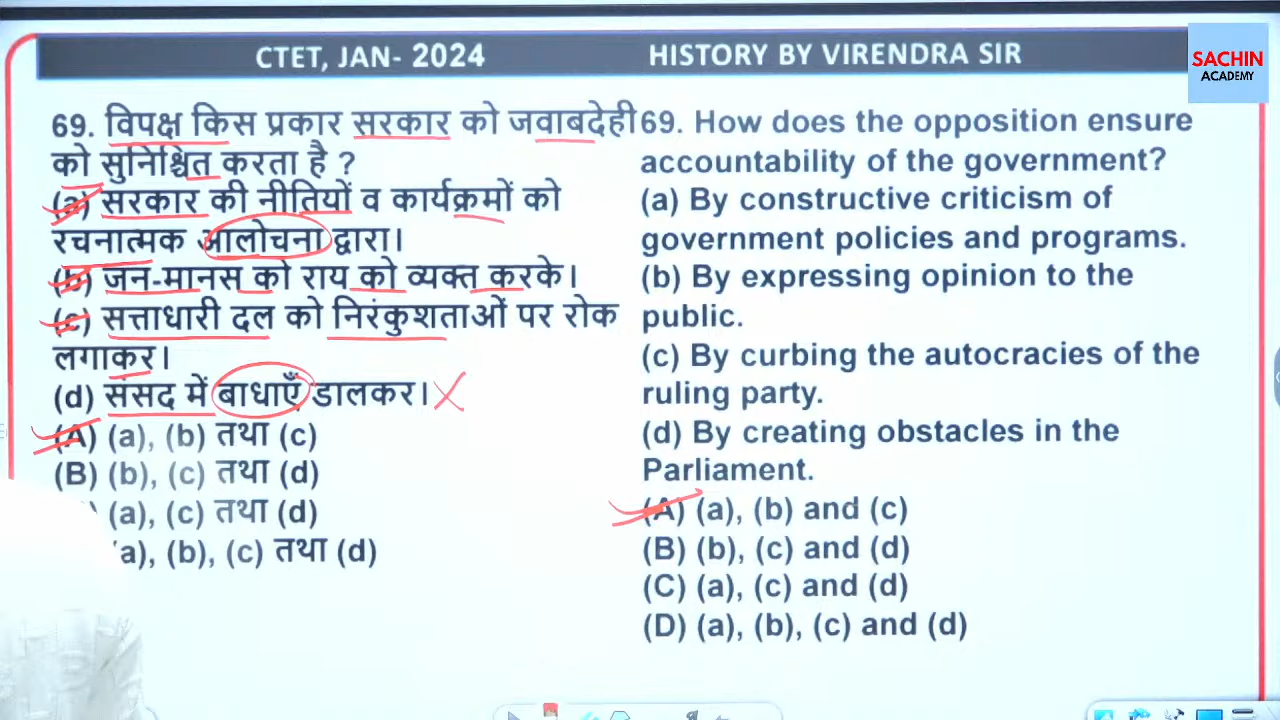 CTET, JAN- 2024
HISTORY BY VIRENDRA SIR
SACHIN
ACADEMY
69. विपक्ष किस प्रकार सरकार को जवाबदेही
को सुनिश्चित करता है ?
(a) सरकार की नीतियों व कार्यक्रमों को
रचनात्मक आलोचना द्वारा।
(b) जन-मानस को राय को व्यक्त करके।
(c) सत्ताधारी दल को निरंकुशताओं पर रोक
लगाकर।
(d) संसद में बाधाएँ डालकर।
(A) (a), (b) तथा (c)
(B) (b), (c) तथा (d)
(a), (c) तथा (d)
(a), (b), (c) तथा (d)
69. How does the opposition ensure
accountability of the government?
(a) By constructive criticism of
government policies and programs.
(b) By expressing opinion to the
public.
(c) By curbing the autocracies of the
ruling party.
(d) By creating obstacles in the
Parliament.
(A) (a), (b) and (c)
(B) (b), (c) and (d)
(C) (a), (c) and (d)
(D) (a), (b), (c) and (d)